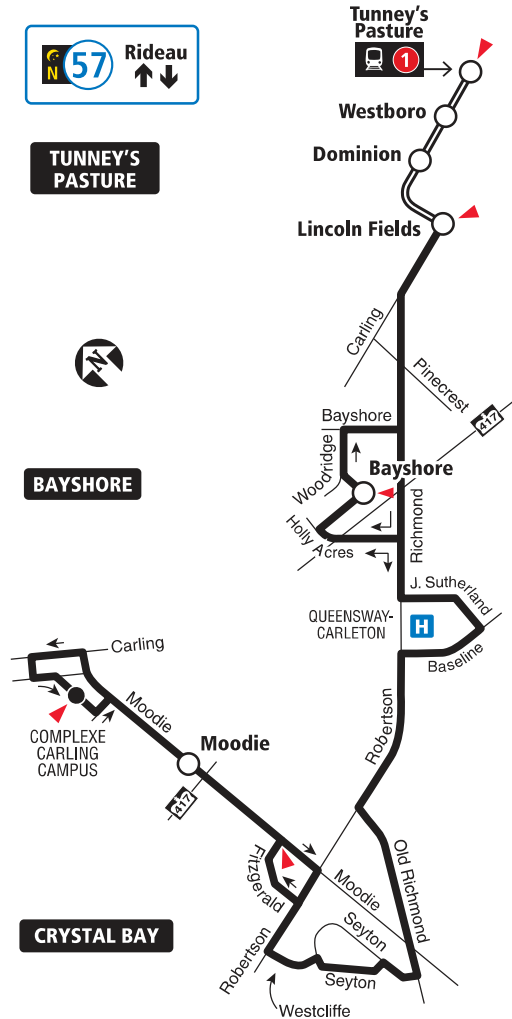 Tunney's
Pasture
1
N
57
Rideau
Westboro
Dominion
TUNNEY'S
PASTURE
Lincoln Fields
Carling
Pinecrest
N
417
Bayshore
Woodridge
Bayshore
BAYSHORE
Holly Acres
Richmond
J. Sutherland
QUEENSWAY-
CARLETON
H
Baseline
Carling
Moodie
Robertson
COMPLEXE
CARLING
CAMPUS
Moodie
417
Fitzgerald
Moodie
Old Richmond
Seyton
CRYSTAL BAY
Robertson
Seyton
Westcliffe